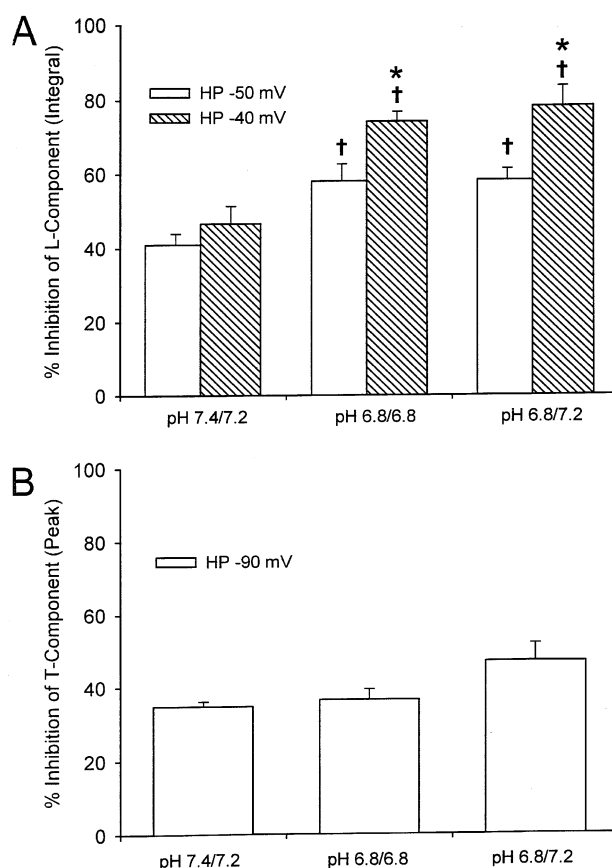 A
% Inhibition of L-Component (Integral)
100
80
60
40
20
0
HP -50 mV
HP -40 mV
†
*
†
†
*
†
pH 7.4/7.2
pH 6.8/6.8
pH 6.8/7.2
B
% Inhibition of T-Component (Peak)
100
80
60
40
20
0
HP -90 mV
pH 7.4/7.2
pH 6.8/6.8
pH 6.8/7.2